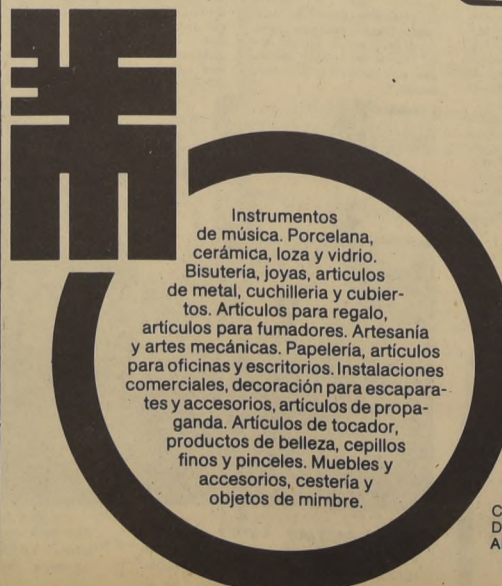 Instrumentos
de música. Porcelana,
cerámica, loza y vidrio.
Bisutería, joyas, articulos
de metal, cuchilleria y cubier-
tos. Artículos para regalo,
artículos para fumadores. Artesanía
y artes mecánicas. Papelería, artículos
para oficinas y escritorios. Instalaciones
comerciales, decoración para escapara-
tes y accesorios, artículos de propa-
ganda. Artículos de tocador,
productos de belleza, cepillos
finos y pinceles. Muebles y
accesorios, cestería y
objetos de mimbre.
C
D
A